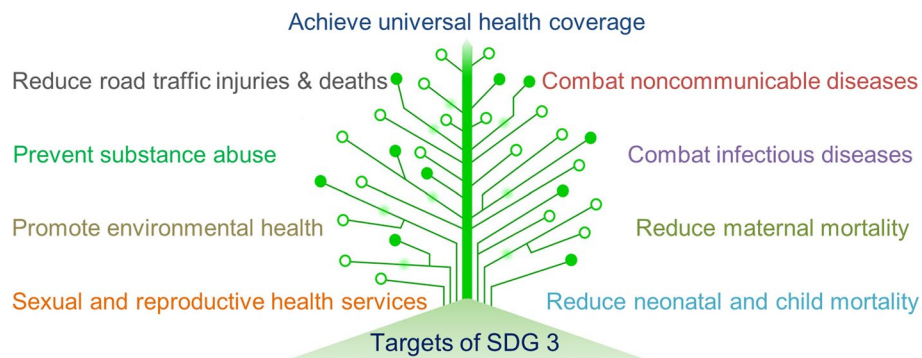 Achieve universal health coverage
Reduce road traffic injuries & deaths
Combat noncommunicable diseases
Prevent substance abuse
Combat infectious diseases
Promote environmental health
Reduce maternal mortality
Sexual and reproductive health services
Reduce neonatal and child mortality
Targets of SDG 3